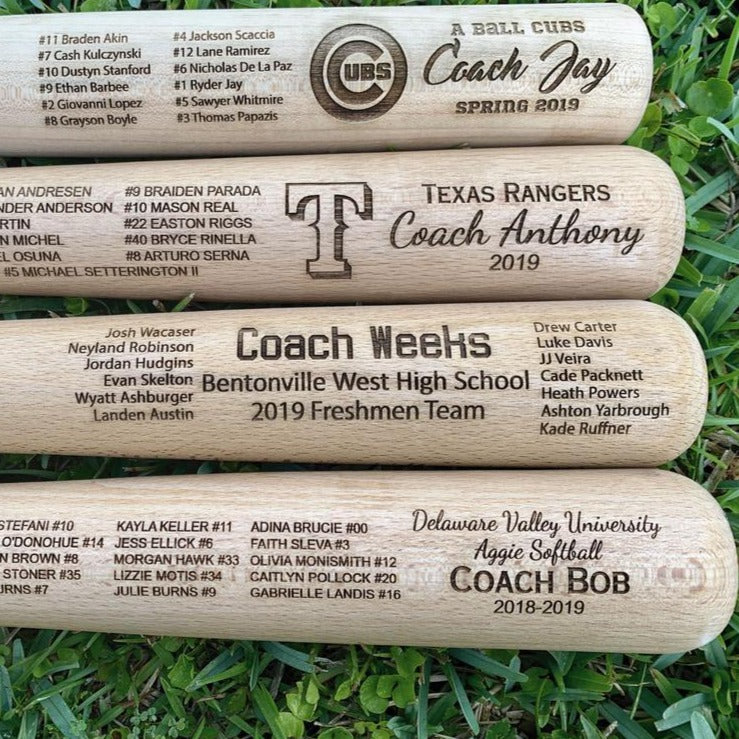 #11 Braden Akin
#7 Cash Kulczynski
#10 Dustyn Stanford
#9 Ethan Barbee
#2 Giovanni Lopez
#8 Grayson Boyle
#4 Jackson Scaccia
#12 Lane Ramirez
#6 Nicholas De La Paz
#1 Ryder Jay
#5 Sawyer Whitmire
#3 Thomas Papazis
CUBS
A BALL CUBS
Coach Jay
SPRING 2019
AN ANDRESEN
NDER ANDERSON
RTIN
N MICHEL
EL OSUNA
#5 MICHAEL SETTERINGTON II
#9 BRAIDEN PARADA
#10 MASON REAL
#22 EASTON RIGGS
#40 BRYCE RINELLA
#8 ARTURO SERNA
T
TEXAS RANGERS
Coach Anthony
2019
Josh Wacaser
Neyland Robinson
Jordan Hudgins
Evan Skelton
Wyatt Ashburger
Landen Austin
Coach Weeks
Bentonville West High School
2019 Freshmen Team
Drew Carter
Luke Davis
JJ Veira
Cade Packnett
Heath Powers
Ashton Yarbrough
Kade Ruffner
STEFANI #10
O'DONOHUE #14
N BROWN #8
STONER #35
URNS #7
KAYLA KELLER #11
JESS ELLICK #6
MORGAN HAWK #33
LIZZIE MOTIS #34
JULIE BURNS #9
ADINA BRUCIE #00
FAITH SLEVA #3
OLIVIA MONISMITH #12
CAITLYN POLLOCK #20
GABRIELLE LANDIS #16
Delaware Valley University
Aggie Softball
COACH BOB
2018-2019